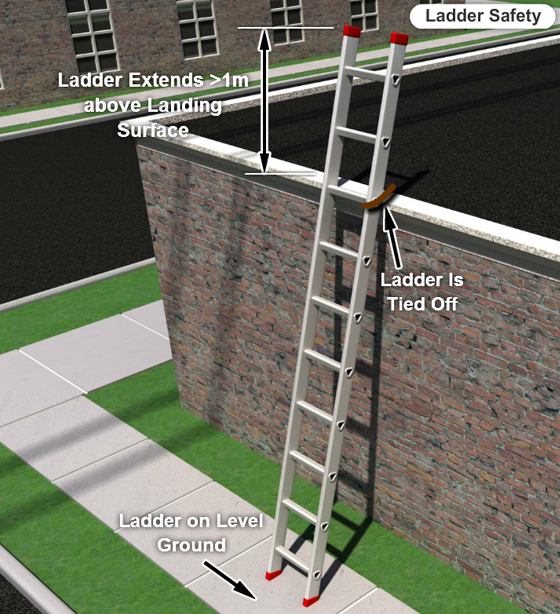 Ladder Safety
Ladder Extends >1m
above Landing
Surface
Ladder Is
Tied Off
Ladder on Level
Ground